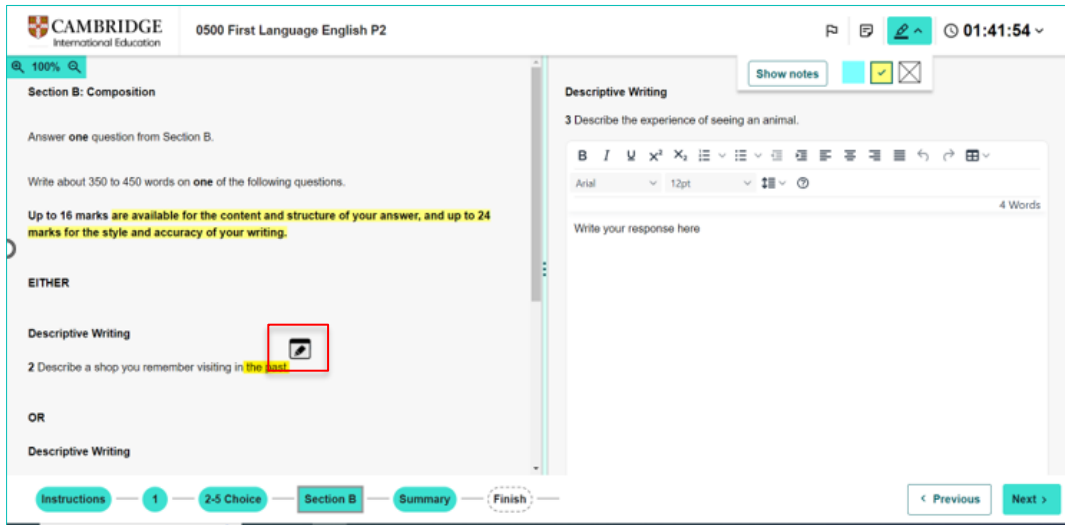 CAMBRIDGE
International Education
0500 First Language English P2
01:41:54
100%
Show notes
Section B: Composition
Answer one question from Section B.
Write about 350 to 450 words on one of the following questions.
Up to 16 marks are available for the content and structure of your answer, and up to 24
marks for the style and accuracy of your writing.
EITHER
Descriptive Writing
2 Describe a shop you remember visiting in the past.
OR
Descriptive Writing
Descriptive Writing
3 Describe the experience of seeing an animal.
B I U X² X₂
Arial 12pt
4 Words
Write your response here
Instructions 1 2-5 Choice Section B Summary Finish
Previous Next